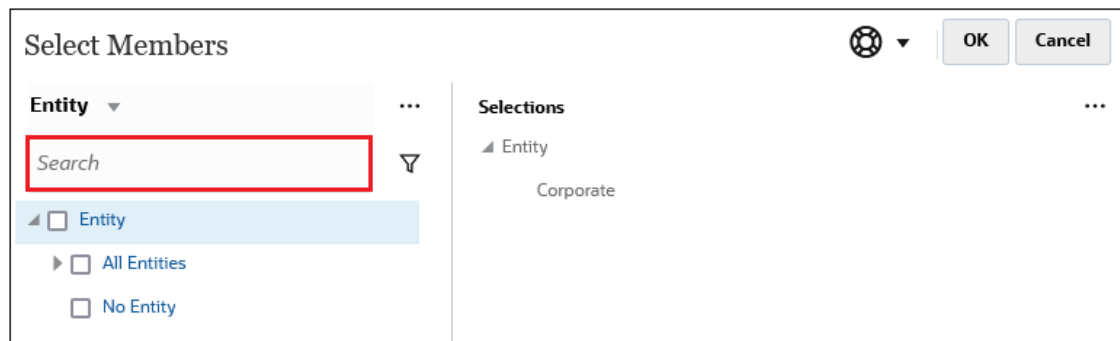 Select Members
OK
Cancel
Entity
Selections
Search
Entity
Corporate
Entity
All Entities
No Entity